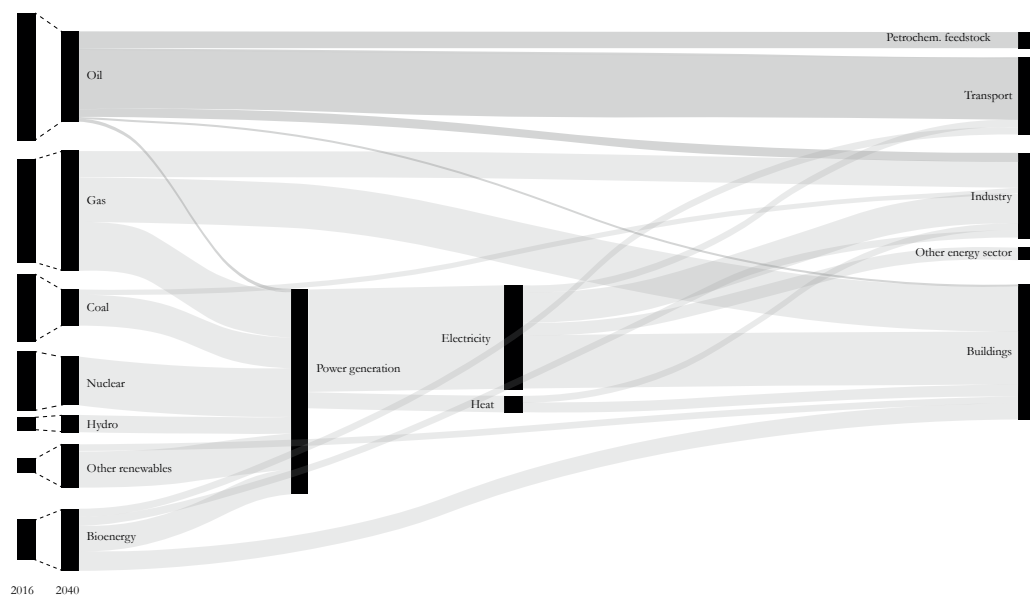 Petrochem. feedstock
Oil
Transport
Gas
Industry
Other energy sector
Coal
Electricity
Buildings
Power generation
Nuclear
Heat
Hydro
Other renewables
Bioenergy
2016 2040